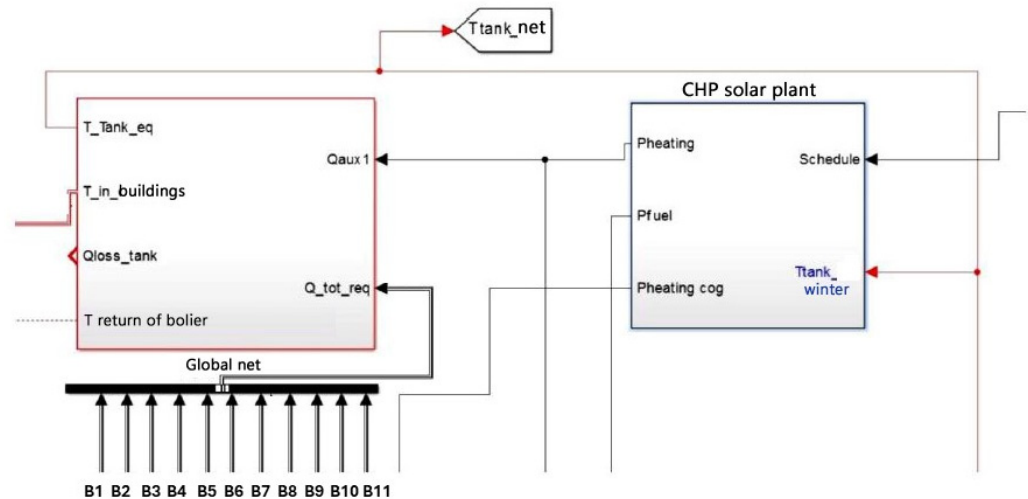 Ttank_net
CHP solar plant
T_Tank_eq
Qaux1
T_in_buildings
Qloss_tank
Q_tot_req
T return of bolier
Pheating
Schedule
Pfuel
Ttank_
winter
Pheating cog
Global net
B1 B2 B3 B4 B5 B6 B7 B8 B9 B10 B11